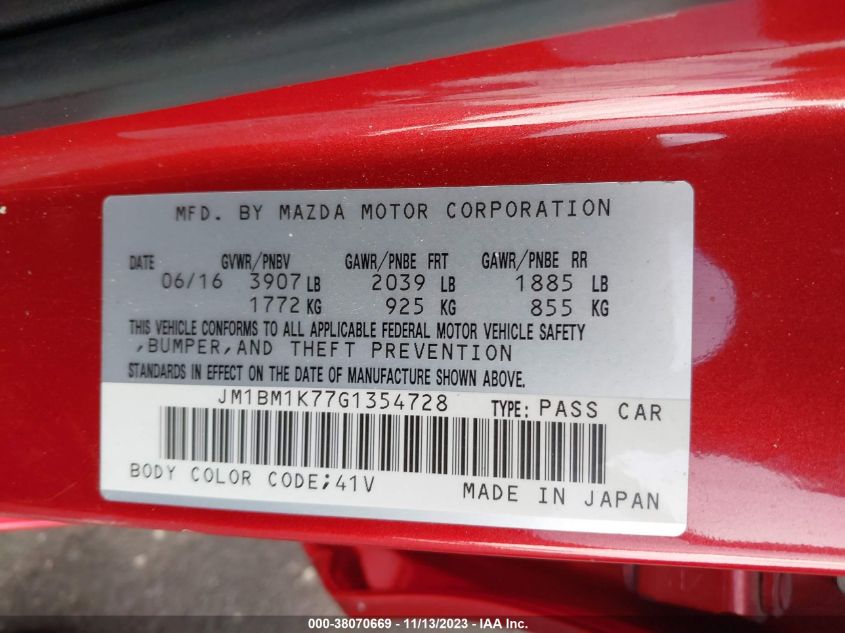 MFD. BY MAZDA MOTOR CORPORATION
DATE GVWR/PNBV GAWR/PNBE FRT GAWR/PNBE RR
06/16 3907 LB 2039 LB 1885 LB
1772 KG 925 KG 855 KG
THIS VEHICLE CONFORMS TO ALL APPLICABLE FEDERAL MOTOR VEHICLE SAFETY
,BUMPER,AND THEFT PREVENTION
STANDARDS IN EFFECT ON THE DATE OF MANUFACTURE SHOWN ABOVE.
JM1BM1K77G1354728 TYPE: PASS CAR
BODY COLOR CODE;41V
MADE IN JAPAN
000-38070669 - 11/13/2023 - IAA Inc.